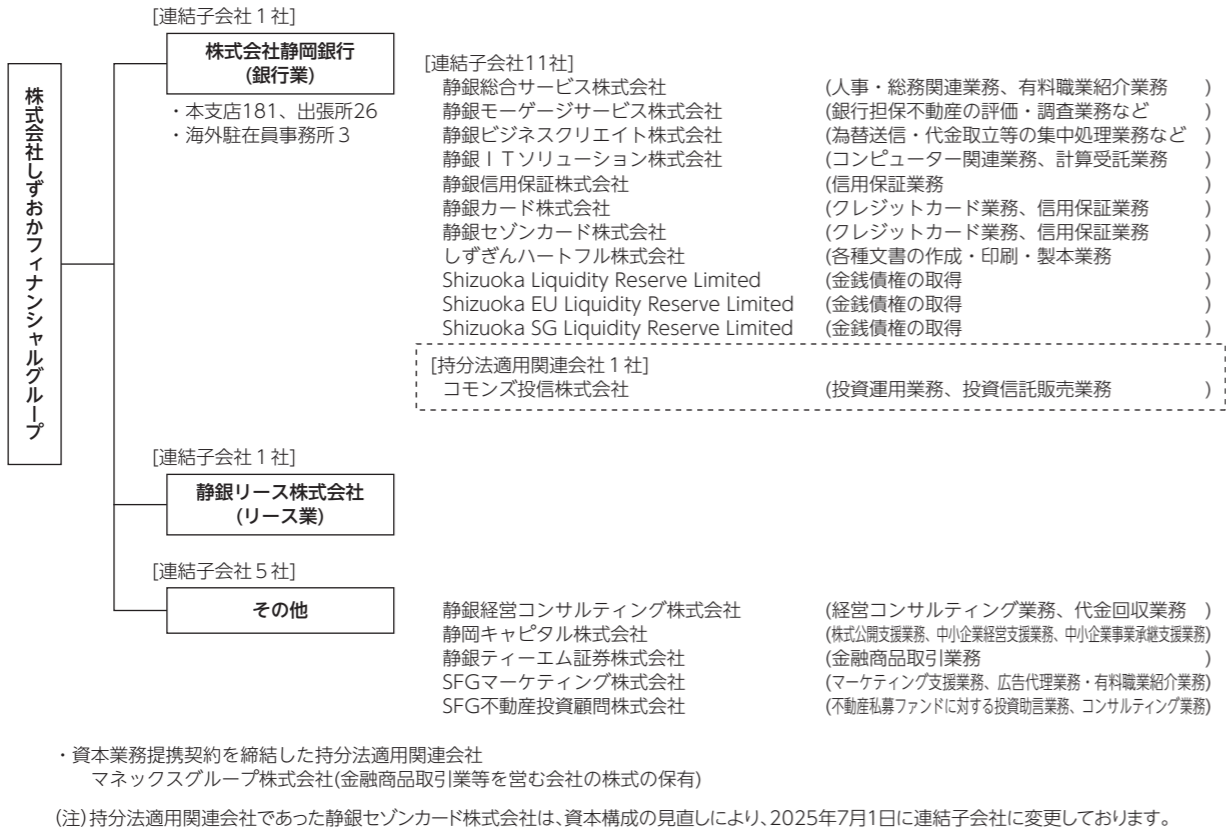 株式会社しずおかフィナンシャルグループ
[連結子会社1社]
株式会社静岡銀行
(銀行業)
・本支店181、出張所26
・海外駐在員事務所3
[連結子会社11社]
静銀総合サービス株式会社 (人事・総務関連業務、有料職業紹介業務)
静銀モーゲージサービス株式会社 (銀行担保不動産の評価・調査業務など)
静銀ビジネスクリエイト株式会社 (為替送信・代金取立等の集中処理業務など)
静銀ITソリューション株式会社 (コンピューター関連業務、計算受託業務)
静銀信用保証株式会社 (信用保証業務)
静銀カード株式会社 (クレジットカード業務、信用保証業務)
静銀セゾンカード株式会社 (クレジットカード業務、信用保証業務)
しずぎんハートフル株式会社 (各種文書の作成・印刷・製本業務)
Shizuoka Liquidity Reserve Limited (金銭債権の取得)
Shizuoka EU Liquidity Reserve Limited (金銭債権の取得)
Shizuoka SG Liquidity Reserve Limited (金銭債権の取得)
[持分法適用関連会社1社]
コモンズ投信株式会社 (投資運用業務、投資信託販売業務)
[連結子会社1社]
静銀リース株式会社
(リース業)
[連結子会社5社]
その他
静銀経営コンサルティング株式会社 (経営コンサルティング業務、代金回収業務)
静岡キャピタル株式会社 (株式公開支援業務、中小企業経営支援業務、中小企業事業承継支援業務)
静銀ティーエム証券株式会社 (金融商品取引業務)
SFGマーケティング株式会社 (マーケティング支援業務、広告代理業務・有料職業紹介業務)
SFG不動産投資顧問株式会社 (不動産私募ファンドに対する投資助言業務、コンサルティング業務)
・資本業務提携契約を締結した持分法適用関連会社
マネックスグループ株式会社(金融商品取引業等を営む会社の株式の保有)
(注)持分法適用関連会社であった静銀セゾンカード株式会社は、資本構成の見直しにより、2025年7月1日に連結子会社に変更しております。